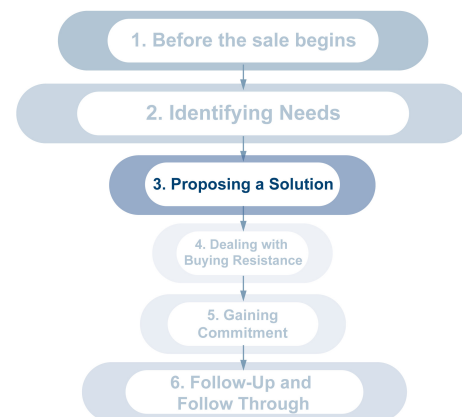 1. Before the sale begins
2. Identifying Needs
3. Proposing a Solution
4. Dealing with
Buying Resistance
5. Gaining
Commitment
6. Follow-Up and
Follow Through